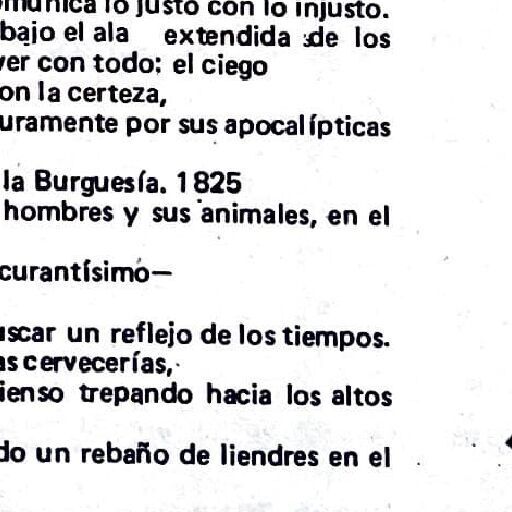 munica lo justo con lo injusto.
bajo el ala extendida de los
ver con todo: el ciego
on la certeza,
uramente por sus apocalípticas
la Burguesía. 1825
hombres y sus animales, en el
curantísimo—
uscar un reflejo de los tiempos.
as cervecerías,
ienso trepando hacia los altos
do un rebaño de liendres en el